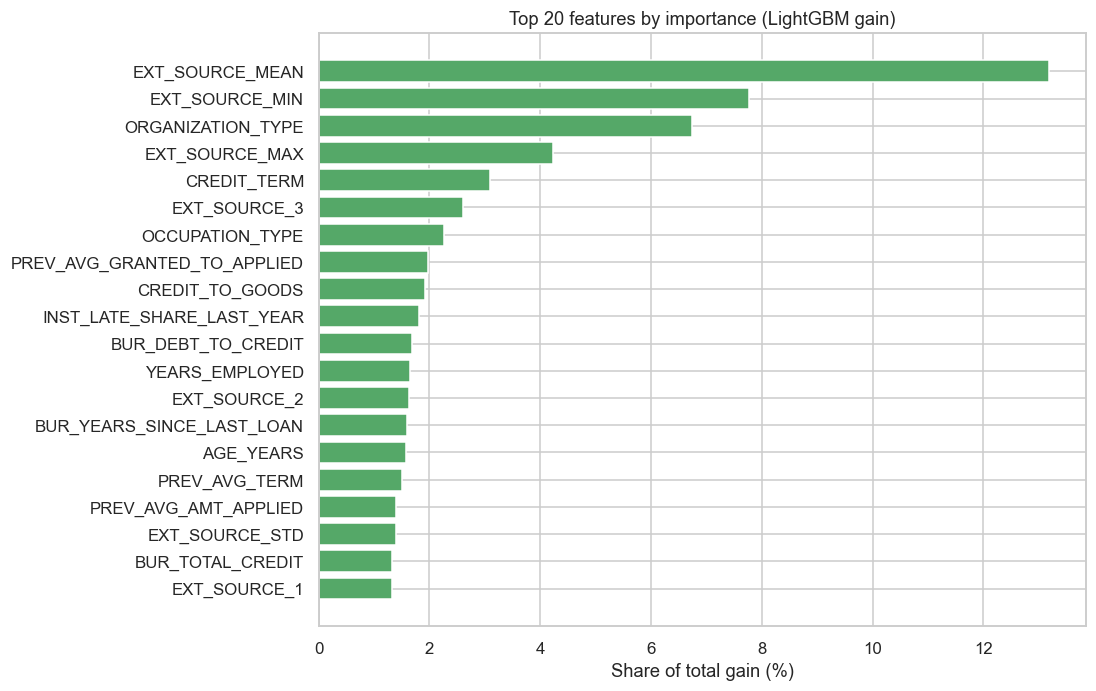 Top 20 features by importance (LightGBM gain)
EXT_SOURCE_MEAN
EXT_SOURCE_MIN
ORGANIZATION_TYPE
EXT_SOURCE_MAX
CREDIT_TERM
EXT_SOURCE_3
OCCUPATION_TYPE
PREV_AVG_GRANTED_TO_APPLIED
CREDIT_TO_GOODS
INST_LATE_SHARE_LAST_YEAR
BUR_DEBT_TO_CREDIT
YEARS_EMPLOYED
EXT_SOURCE_2
BUR_YEARS_SINCE_LAST_LOAN
AGE_YEARS
PREV_AVG_TERM
PREV_AVG_AMT_APPLIED
EXT_SOURCE_STD
BUR_TOTAL_CREDIT
EXT_SOURCE_1
0 2 4 6 8 10 12
Share of total gain (%)